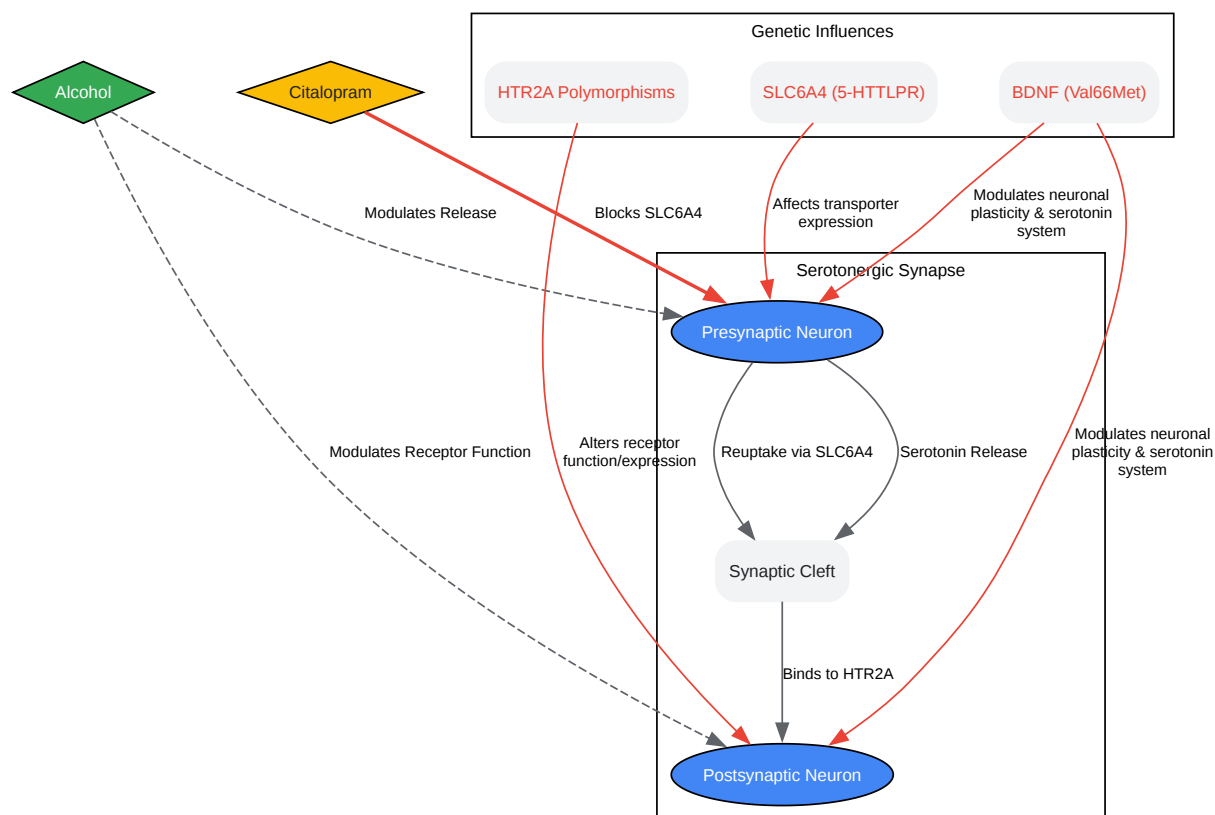 Genetic Influences
Alcohol
Citalopram
HTR2A Polymorphisms
SLC6A4 (5-HTTLPR)
BDNF (Val66Met)
Modulates Release
Blocks SLC6A4
Affects transporter
expression
Modulates neuronal
plasticity & serotonin
system
Serotonergic Synapse
Presynaptic Neuron
Modulates Receptor Function
Alters receptor
function/expression
Reuptake via SLC6A4
Serotonin Release
Modulates neuronal
plasticity & serotonin
system
Synaptic Cleft
Binds to HTR2A
Postsynaptic Neuron